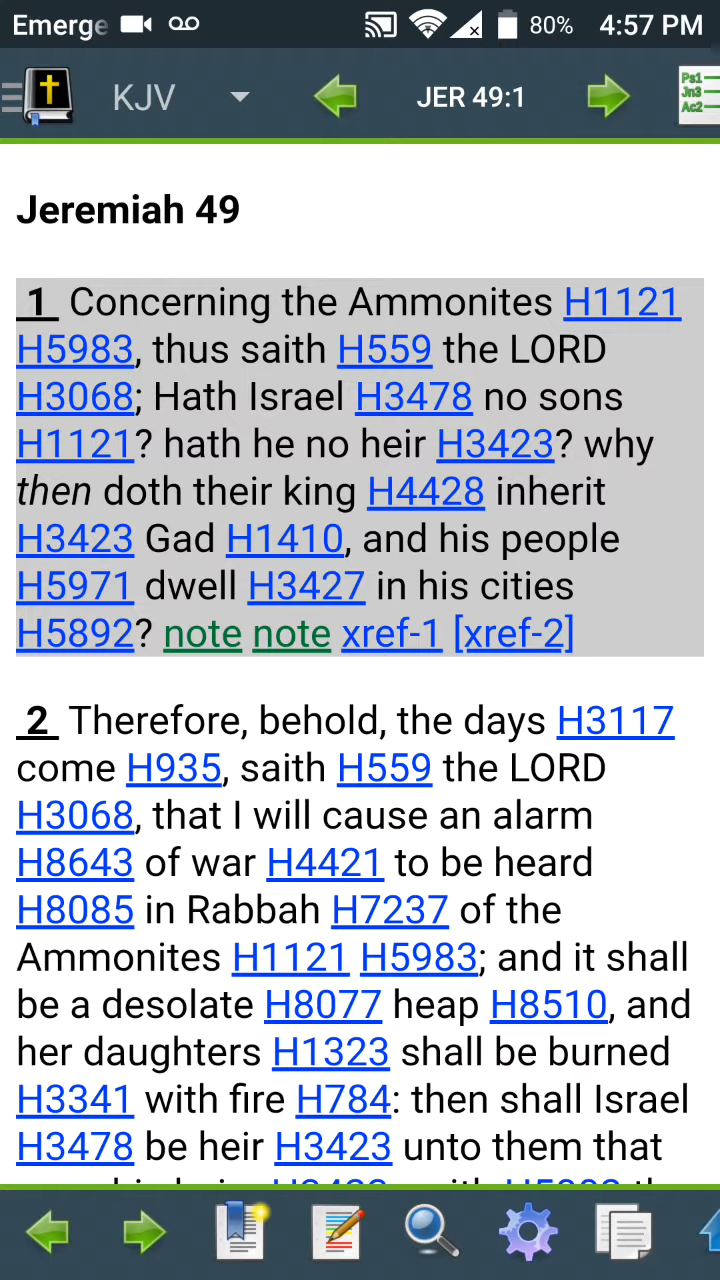 Emerge 80% 4:57 PM
KJV JER 49:1 Ps1 Jn3 Ac2
Jeremiah 49
1 Concerning the Ammonites H1121
H5983, thus saith H559 the LORD
H3068; Hath Israel H3478 no sons
H1121? hath he no heir H3423? why
then doth their king H4428 inherit
H3423 Gad H1410, and his people
H5971 dwell H3427 in his cities
H5892? note note xref-1 [xref-2]
2 Therefore, behold, the days H3117
come H935, saith H559 the LORD
H3068, that I will cause an alarm
H8643 of war H4421 to be heard
H8085 in Rabbah H7237 of the
Ammonites H1121 H5983; and it shall
be a desolate H8077 heap H8510, and
her daughters H1323 shall be burned
H3341 with fire H784: then shall Israel
H3478 be heir H3423 unto them that